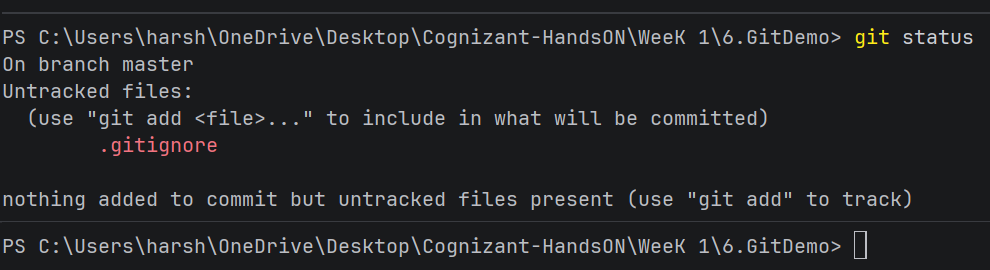 PS C:\Users\harsh\OneDrive\Desktop\Cognizant-HandsON\WeeK 1\6.GitDemo> git status
On branch master
Untracked files:
  (use "git add <file>..." to include in what will be committed)
        .gitignore

nothing added to commit but untracked files present (use "git add" to track)
PS C:\Users\harsh\OneDrive\Desktop\Cognizant-HandsON\WeeK 1\6.GitDemo>